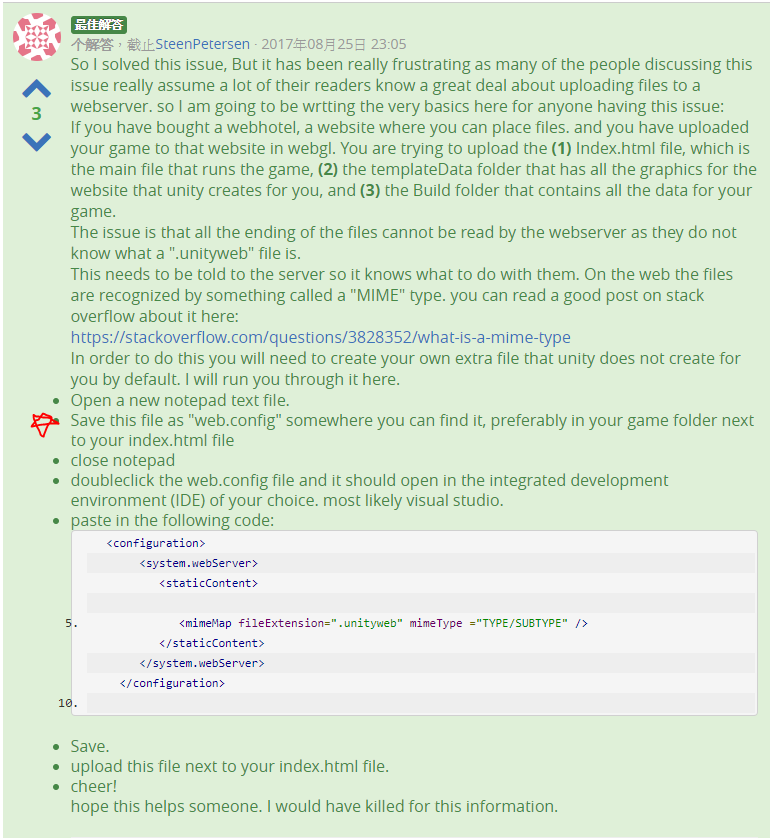 最佳解答
个解答，截止SteenPetersen · 2017年08月25日 23:05
So I solved this issue, But it has been really frustrating as many of the people discussing this
issue really assume a lot of their readers know a great deal about uploading files to a
webserver. so I am going to be wrtting the very basics here for anyone having this issue:
3
If you have bought a webhotel, a website where you can place files. and you have uploaded
your game to that website in webgl. You are trying to upload the (1) Index.html file, which is
the main file that runs the game, (2) the templateData folder that has all the graphics for the
website that unity creates for you, and (3) the Build folder that contains all the data for your
game.
The issue is that all the ending of the files cannot be read by the webserver as they do not
know what a ".unityweb" file is.
This needs to be told to the server so it knows what to do with them. On the web the files
are recognized by something called a "MIME" type. you can read a good post on stack
overflow about it here:
https://stackoverflow.com/questions/3828352/what-is-a-mime-type
In order to do this you will need to create your own extra file that unity does not create for
you by default. I will run you through it here.
• Open a new notepad text file.
• Save this file as "web.config" somewhere you can find it, preferably in your game folder next
to your index.html file
• close notepad
• doubleclick the web.config file and it should open in the integrated development
environment (IDE) of your choice. most likely visual studio.
• paste in the following code:
<configuration>
<system.webServer>
<staticContent>
5. <mimeMap fileExtension=".unityweb" mimeType ="TYPE/SUBTYPE" />
</staticContent>
</system.webServer>
</configuration>
10.
• Save.
• upload this file next to your index.html file.
• cheer!
hope this helps someone. I would have killed for this information.